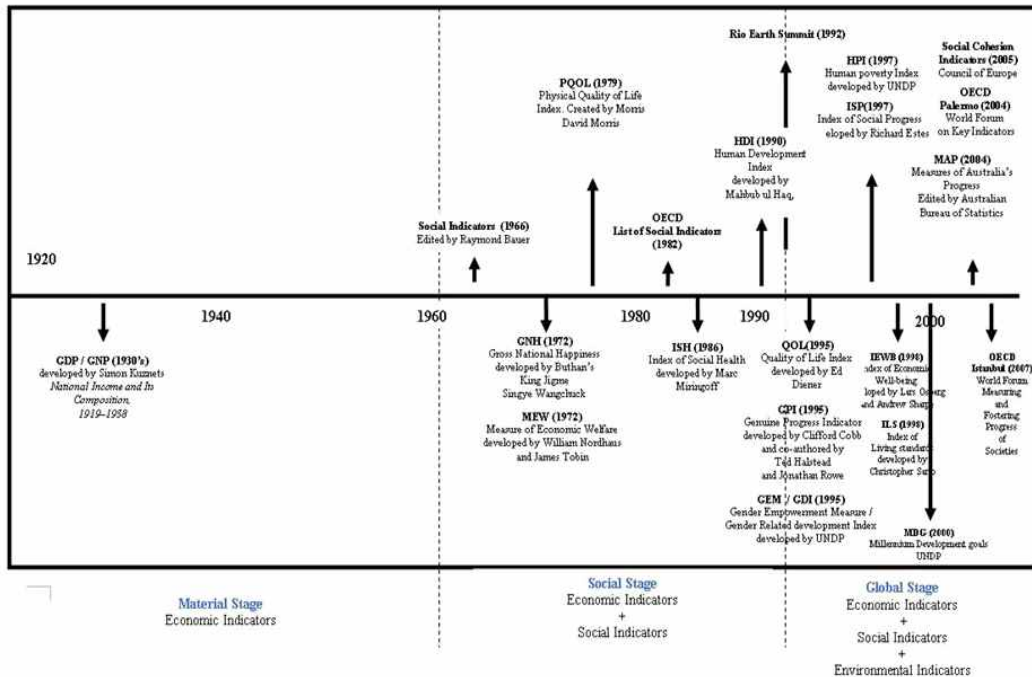 Rio Earth Summit (1992)
Social Cohesion
Indicators (2005)
Council of Europe
HPI (1997)
Human poverty Index
developed by UNDP
PQOL (1979)
Physical Quality of Life
Index. Created by Morris
David Morris
OECD
Palermo (2004)
World Forum
on Key Indicators
ISP(1997)
Index of Social Progress
eloped by Richard Estes
HDI (1990)
Human Development
Index
developed by
Mahbub ul Haq,
MAP (2004)
Measures of Australia's
Progress
Edited by Australian
Bureau of Statistics
Social Indicators (1966)
Edited by Raymond Bauer
OECD
List of Social Indicators
(1982)
1920
1940
1960
1980
1990
2000
GDP / GNP (1930's)
developed by Simon Kuznets
National Income and Its
Composition,
1919–1938
GNH (1972)
Gross National Happiness
developed by Buthan's
King Jigme
Singye Wangchuck
MEW (1972)
Measure of Economic Welfare
developed by William Nordhaus
and James Tobin
ISH (1986)
Index of Social Health
developed by Marc
Miringoff
QOL(1995)
Quality of Life Index
developed by Ed
Diener
GPI (1995)
Genuine Progress Indicator
developed by Clifford Cobb
and co-authored by
Ted Halstead
and Jonathan Rowe
GEM / GDI (1995)
Gender Empowerment Measure /
Gender Related development Index
developed by UNDP
IEWB (1998)
Index of Economic
Well-being
loped by Lars Osberg
and Andrew Sharpe
ILS (1998)
Index of
Living standards
developed by
Christopher
MDG (2000)
Millennium Development goals
UNDP
OECD
Istanbul (2007)
World Forum
Measuring
and
Fostering
Progress
of
Societies
Material Stage
Economic Indicators
Social Stage
Economic Indicators
+
Social Indicators
Global Stage
Economic Indicators
+
Social Indicators
+
Environmental Indicators